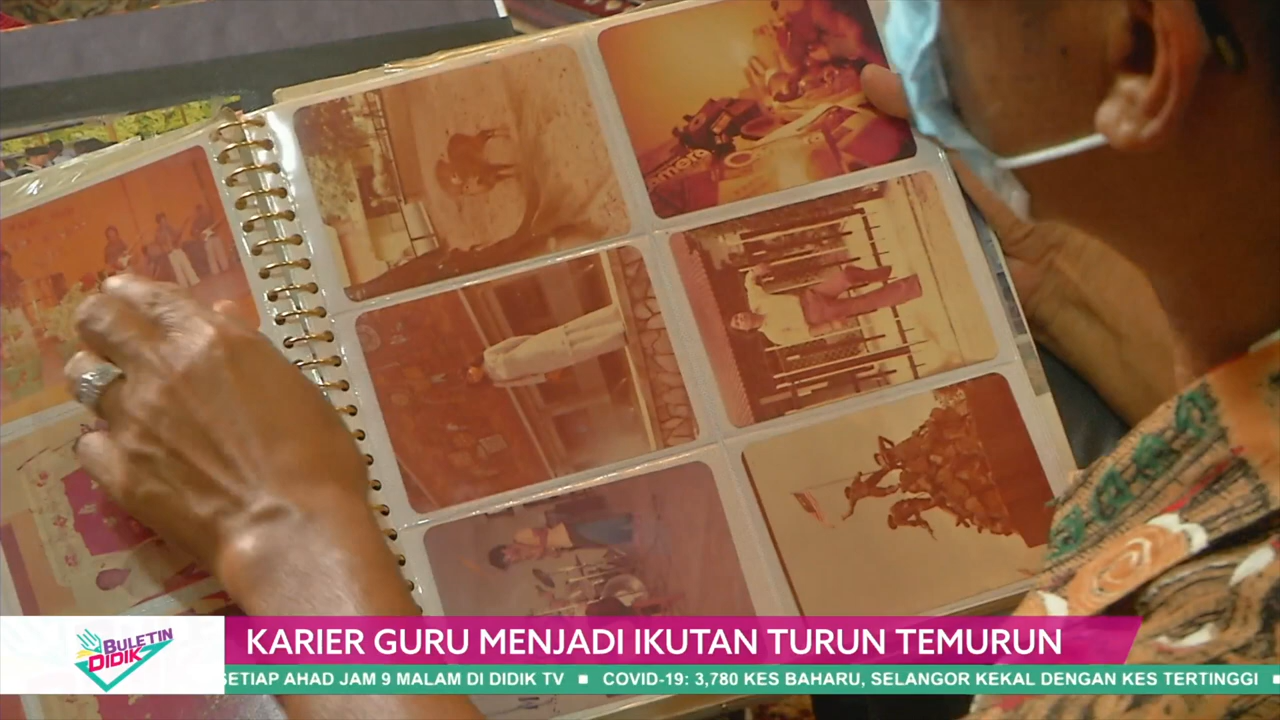 BULETIN
DIDIK
KARIER GURU MENJADI IKUTAN TURUN TEMURUN
SETIAP AHAD JAM 9 MALAM DI DIDIK TV ■ COVID-19: 3,780 KES BAHARU, SELANGOR KEKAL DENGAN KES TERTINGGI ■